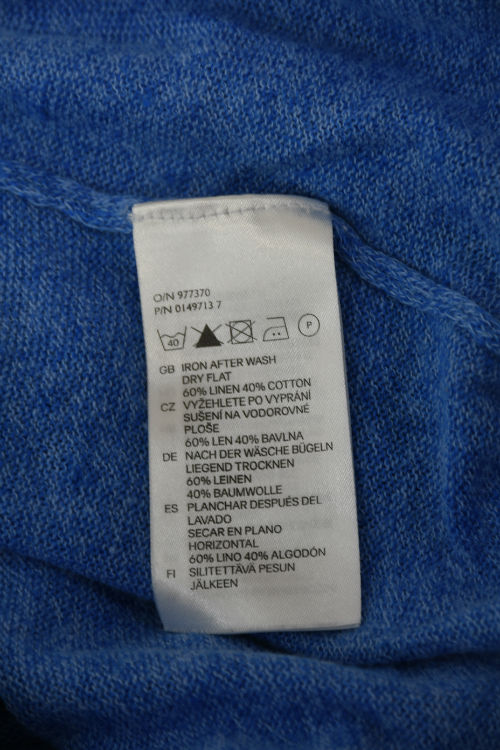 O/N 977370
P/N 0149713 7
40 P
GB IRON AFTER WASH
DRY FLAT
60% LINEN 40% COTTON
CZ VYŽEHLETE PO VYPRÁNÍ
SUŠENÍ NA VODOROVNÉ
PLOŠE
60% LEN 40% BAVLNA
DE NACH DER WÄSCHE BÜGELN
LIEGEND TROCKNEN
60% LEINEN
40% BAUMWOLLE
ES PLANCHAR DESPUÉS DEL
LAVADO
SECAR EN PLANO
HORIZONTAL
60% LINO 40% ALGODÓN
FI SILITETTÄVÄ PESUN
JÄLKEEN